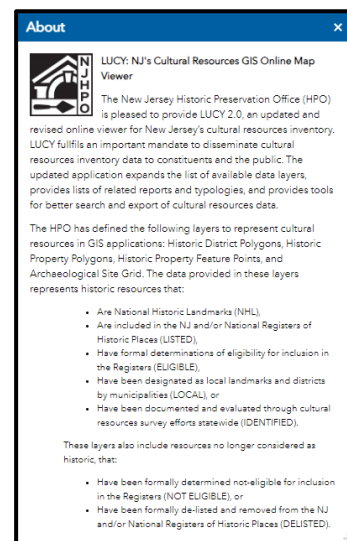 About ×
NJHPO
LUCY: NJ's Cultural Resources GIS Online Map
Viewer
The New Jersey Historic Preservation Office (HPO)
is pleased to provide LUCY 2.0, an updated and
revised online viewer for New Jersey's cultural resources inventory.
LUCY fullfils an important mandate to disseminate cultural
resources inventory data to constituents and the public. The
updated application expands the list of available data layers,
provides lists of related reports and typologies, and provides tools
for better search and export of cultural resources data.
The HPO has defined the following layers to represent cultural
resources in GIS applications: Historic District Polygons, Historic
Property Polygons, Historic Property Feature Points, and
Archaeological Site Grid. The data provided in these layers
represents historic resources that:
• Are National Historic Landmarks (NHL),
• Are included in the NJ and/or National Registers of
Historic Places (LISTED),
• Have formal determinations of eligibility for inclusion in
the Registers (ELIGIBLE),
• Have been designated as local landmarks and districts
by municipalities (LOCAL), or
• Have been documented and evaluated through cultural
resources survey efforts statewide (IDENTIFIED).
These layers also include resources no longer considered as
historic, that:
• Have been formally determined not-eligible for inclusion
in the Registers (NOT ELIGIBLE), or
• Have been formally de-listed and removed from the NJ
and/or National Registers of Historic Places (DELISTED).